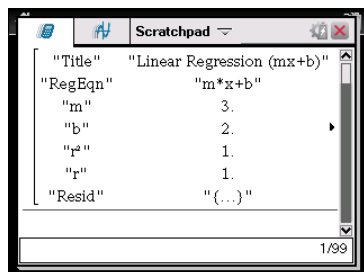 Scratchpad
"Title" "Linear Regression (mx+b)"
"RegEqn" "m*x+b"
"m" 3.
"b" 2.
"r²" 1.
"r" 1.
"Resid" "{...}"
1/99